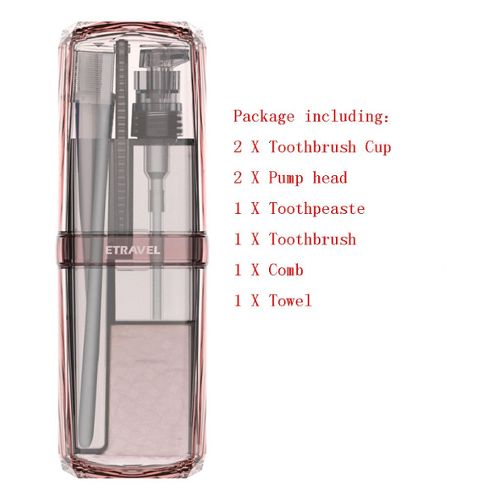 Package including:
2 X Toothbrush Cup
2 X Pump head
1 X Toothpeaste
1 X Toothbrush
1 X Comb
1 X Towel
ETRAVEL